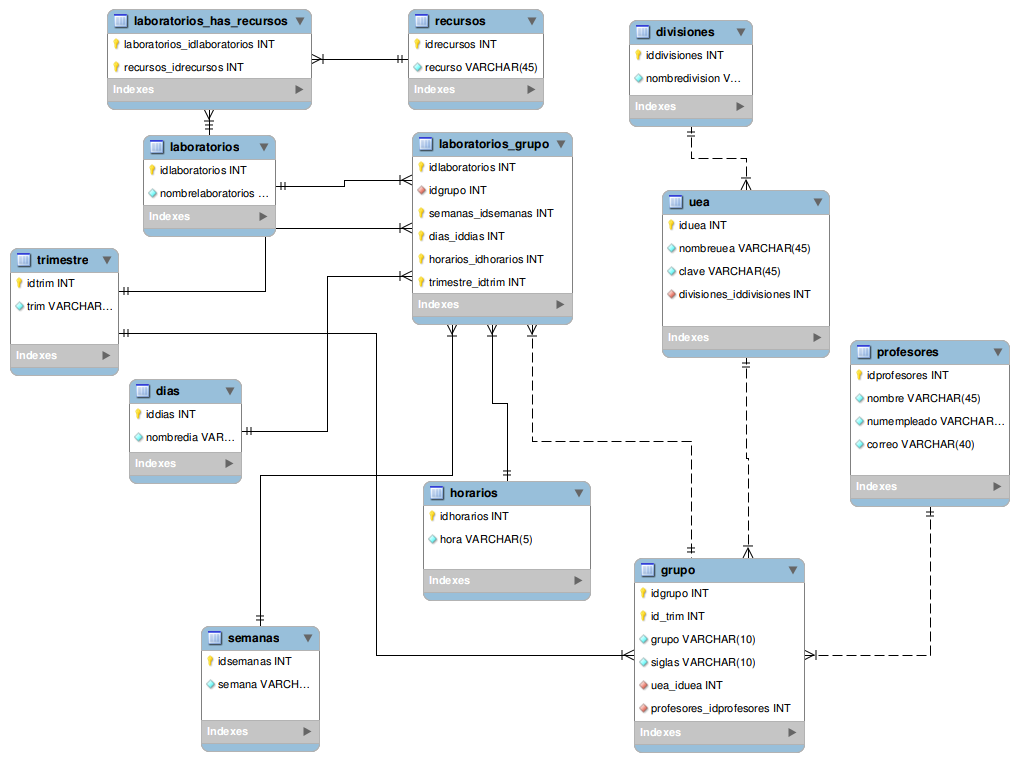 laboratorios_has_recursos
laboratorios_idlaboratorios INT
recursos_idrecursos INT
Indexes
recursos
idrecursos INT
recurso VARCHAR(45)
Indexes
divisiones
iddivisiones INT
nombredivision V...
Indexes
laboratorios
idlaboratorios INT
nombrelaboratorios ...
Indexes
laboratorios_grupo
idlaboratorios INT
idgrupo INT
semanas_idsemanas INT
dias_iddias INT
horarios_idhorarios INT
trimestre_idtrim INT
Indexes
uea
iduea INT
nombreuea VARCHAR(45)
clave VARCHAR(45)
divisiones_iddivisiones INT
Indexes
trimestre
idtrim INT
trim VARCHAR...
Indexes
profesores
idprofesores INT
nombre VARCHAR(45)
numempleado VARCHAR...
correo VARCHAR(40)
Indexes
dias
iddias INT
nombredia VAR...
Indexes
horarios
idhorarios INT
hora VARCHAR(5)
Indexes
grupo
idgrupo INT
id_trim INT
grupo VARCHAR(10)
siglas VARCHAR(10)
uea_iduea INT
profesores_idprofesores INT
Indexes
semanas
idsemanas INT
semana VARCH...
Indexes